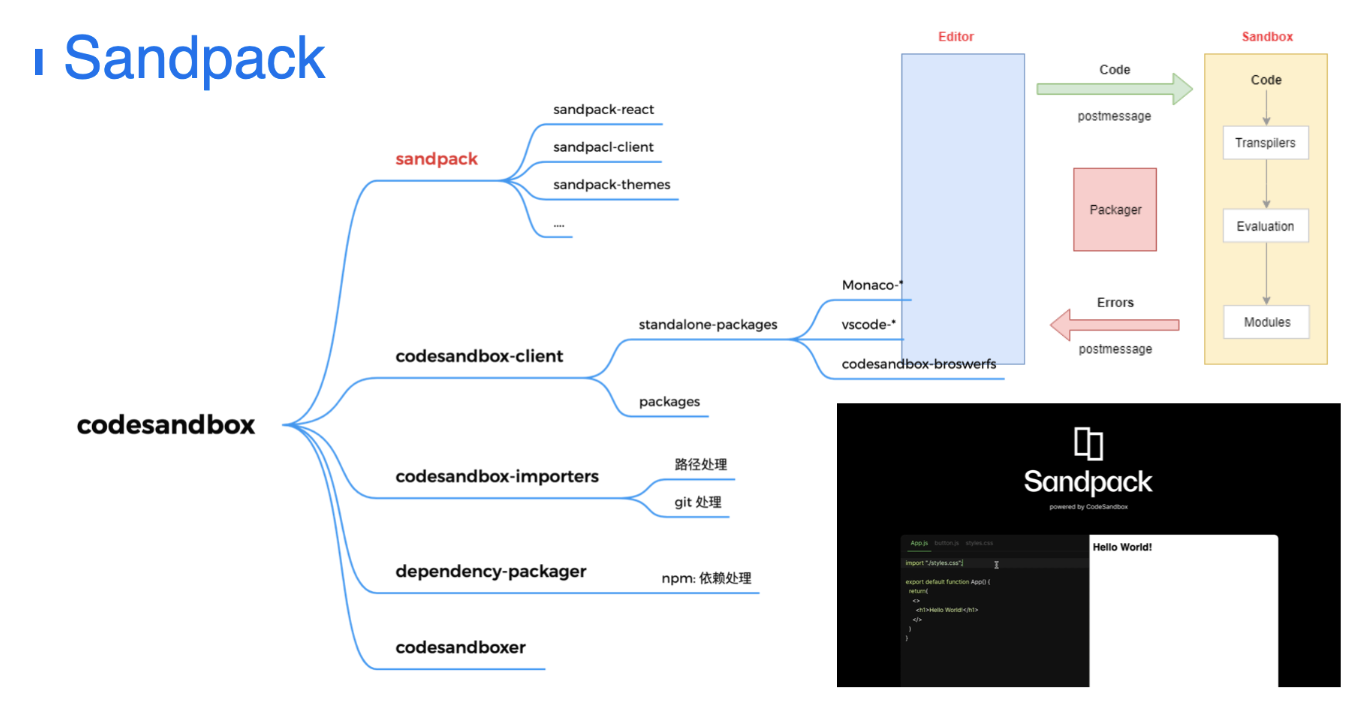 Sandpack
codesandbox
sandpack
sandpack-react
sandpacl-client
sandpack-themes
....
codesandbox-client
standalone-packages
Monaco-*
vscode-*
codesandbox-broswerfs
packages
codesandbox-importers
路径处理
git 处理
dependency-packager
npm: 依赖处理
codesandboxer
Editor
Sandbox
Code
postmessage
Packager
Errors
postmessage
Code
Transpilers
Evaluation
Modules
Sandpack
powered by CodeSandbox
App.js button.js styles.css
import "./styles.css";
export default function App() {
return(
<>
<h1>Hello World!</h1>
</>
)
}
Hello World!